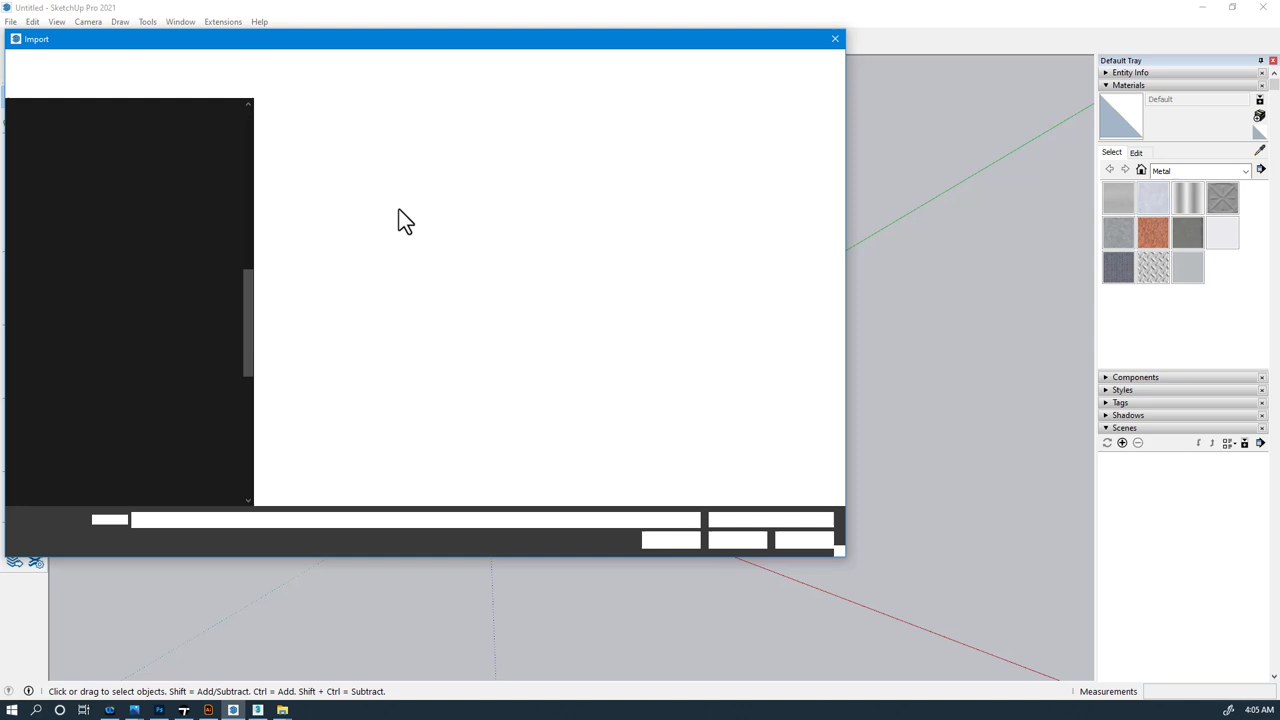 Untitled - SketchUp Pro 2021
File Edit View Camera Draw Tools Window Extensions Help
Import
Default Tray
Entity Info
Materials
Default
Select Edit
Metal
Components
Styles
Tags
Shadows
Scenes
Click or drag to select objects. Shift = Add/Subtract. Ctrl = Add. Shift + Ctrl = Subtract.
Measurements
4:05 AM